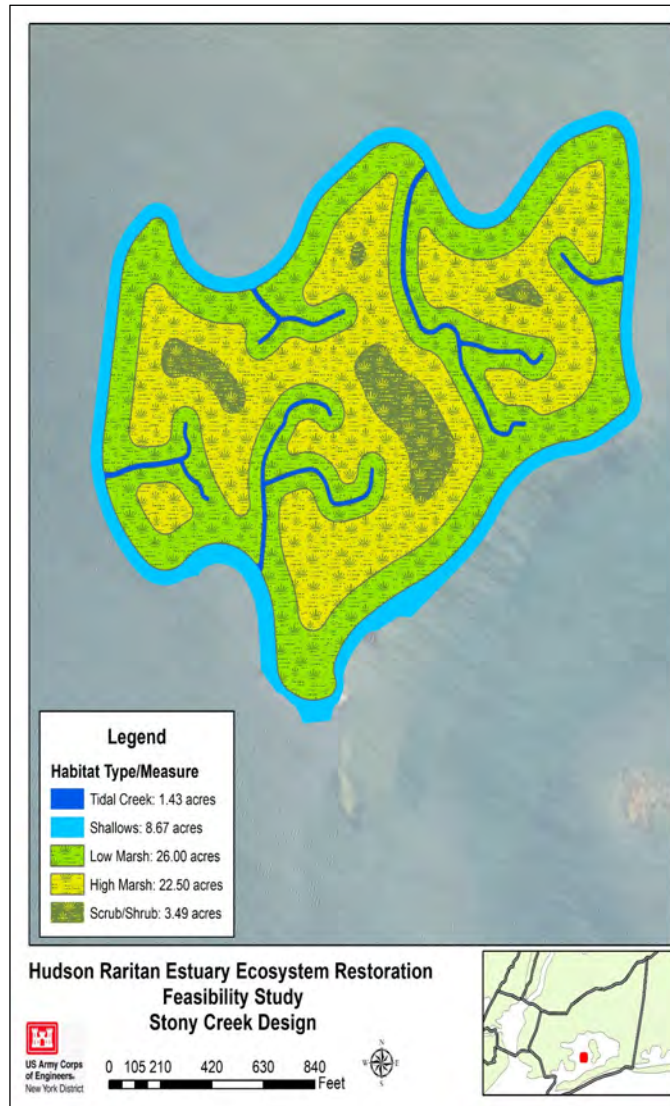 Legend
Habitat Type/Measure
Tidal Creek: 1.43 acres
Shallows: 8.67 acres
Low Marsh: 26.00 acres
High Marsh: 22.50 acres
Scrub/Shrub: 3.49 acres
Hudson Raritan Estuary Ecosystem Restoration
Feasibility Study
Stony Creek Design
US Army Corps
of Engineers®
New York District
0 105 210 420 630 840
Feet
N
W E
S